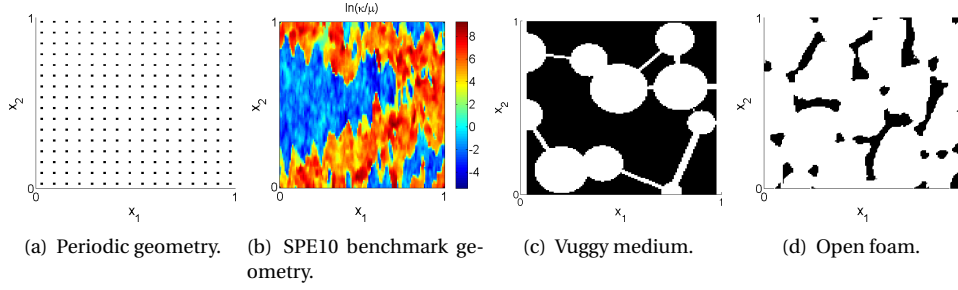 1
x2
0
0
x1
1
ln(κ/μ)
1
x2
0
0
x1
1
8
6
4
2
0
-2
-4
1
x2
0
0
x1
1
1
x2
0
0
x1
1
(a) Periodic geometry.
(b) SPE10 benchmark ge-
ometry.
(c) Vuggy medium.
(d) Open foam.